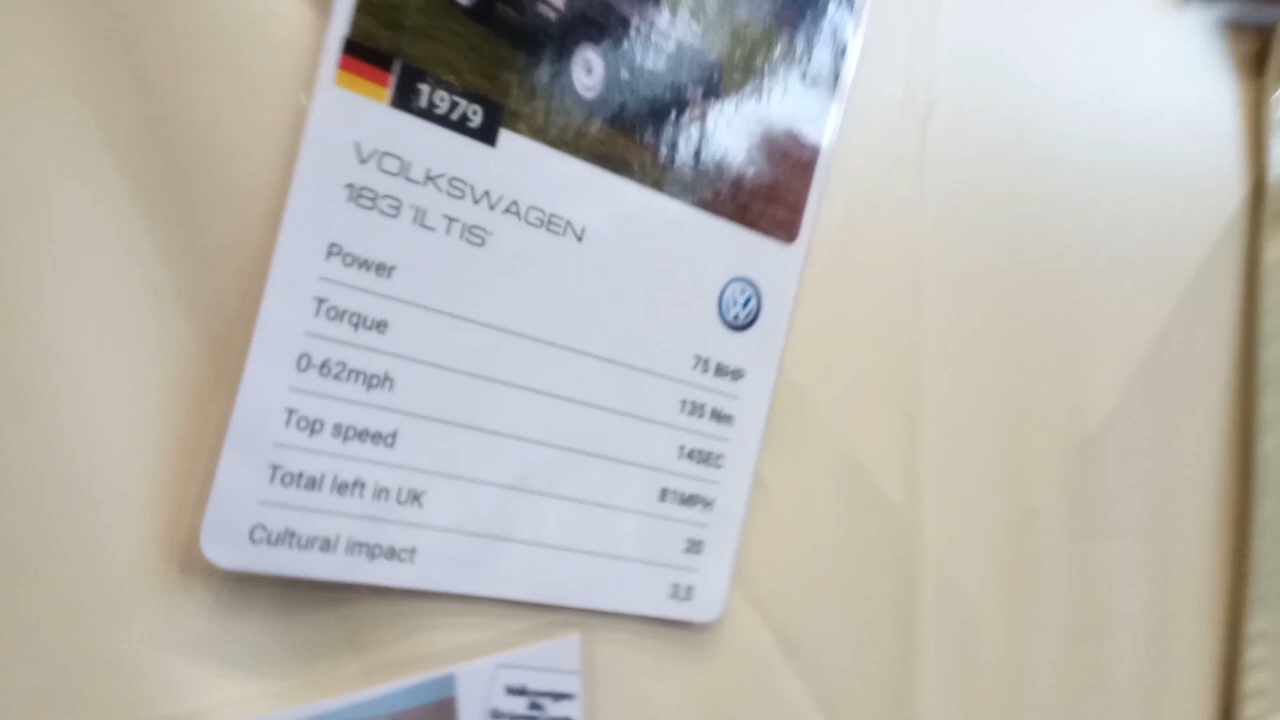 1979
VOLKSWAGEN
183 'ILTIS'
Power
75 BHP
Torque
135 Nm
0-62mph
14SEC
Top speed
81MPH
Total left in UK
Cultural impact